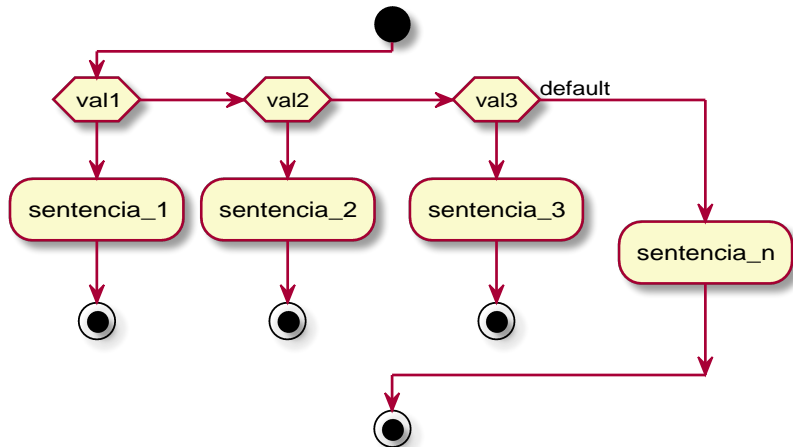 val1
val2
val3
default
sentencia_1
sentencia_2
sentencia_3
sentencia_n